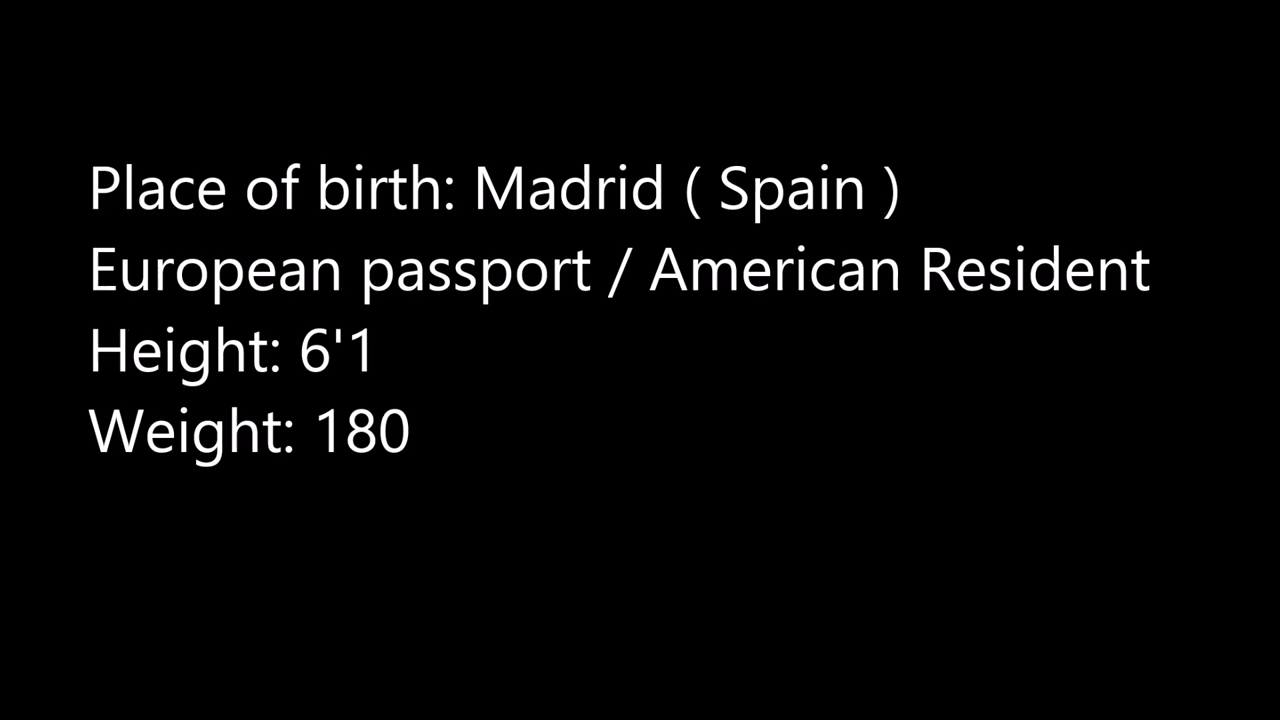 Place of birth: Madrid ( Spain )
European passport / American Resident
Height: 6'1
Weight: 180